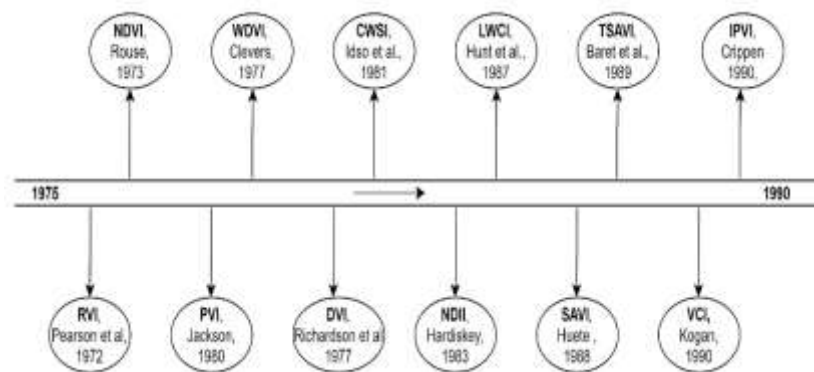 NDVI,
Rouse,
1973
WDVI,
Clevers,
1977
CWSI,
Idso et al.,
1981
LWCI,
Hunt et al.,
1987
TSAVI,
Baret et al.,
1989
IPVI,
Crippen
1990,
1975
1990
RVI,
Pearson et al,
1972
PVI,
Jackson,
1980
DVI,
Richardson et al
1977
NDII,
Hardiskey,
1983
SAVI,
Huete ,
1988
VCI,
Kogan,
1990